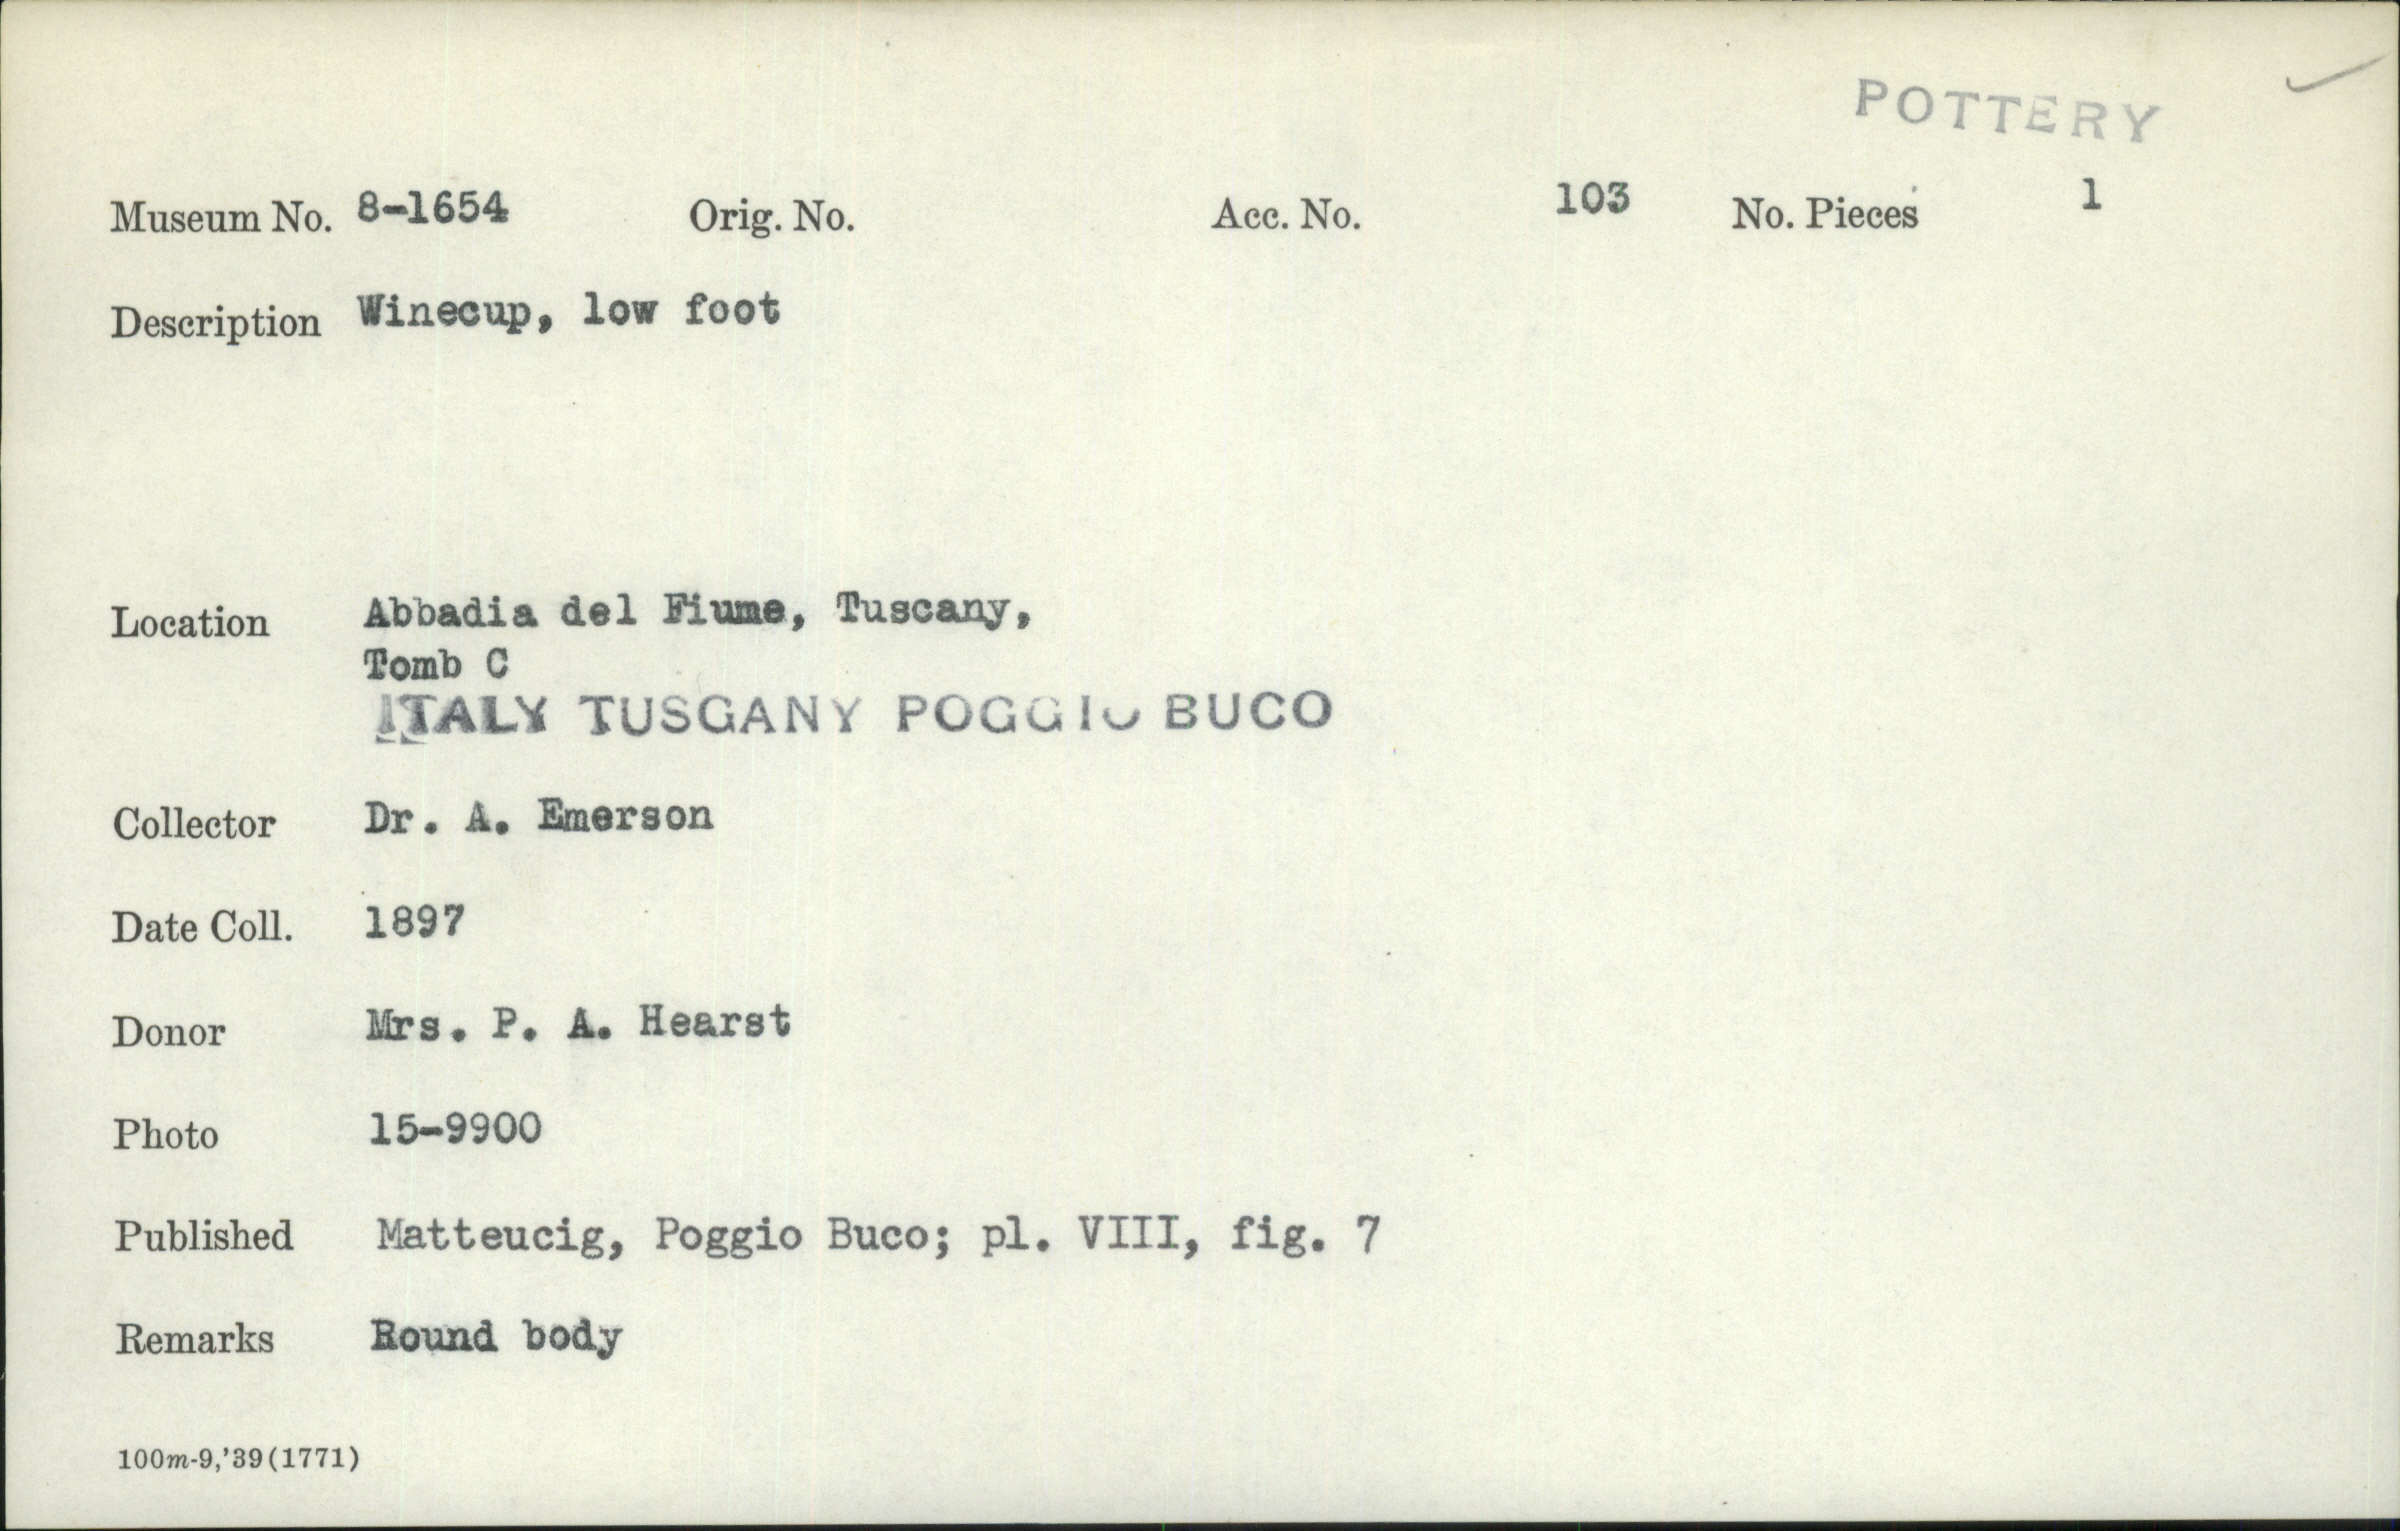 POTTERY
Museum No. 8-1654 Orig. No. Acc. No. 103 No. Pieces 1
Description Winecup, low foot
Location Abbadia del Fiume, Tuscany,
Tomb C
ITALY TUSCANY POGGIO BUCO
Collector Dr. A. Emerson
Date Coll. 1897
Donor Mrs. P. A. Hearst
Photo 15-9900
Published Matteucig, Poggio Buco; pl. VIII, fig. 7
Remarks Round body
100m-9,'39(1771)